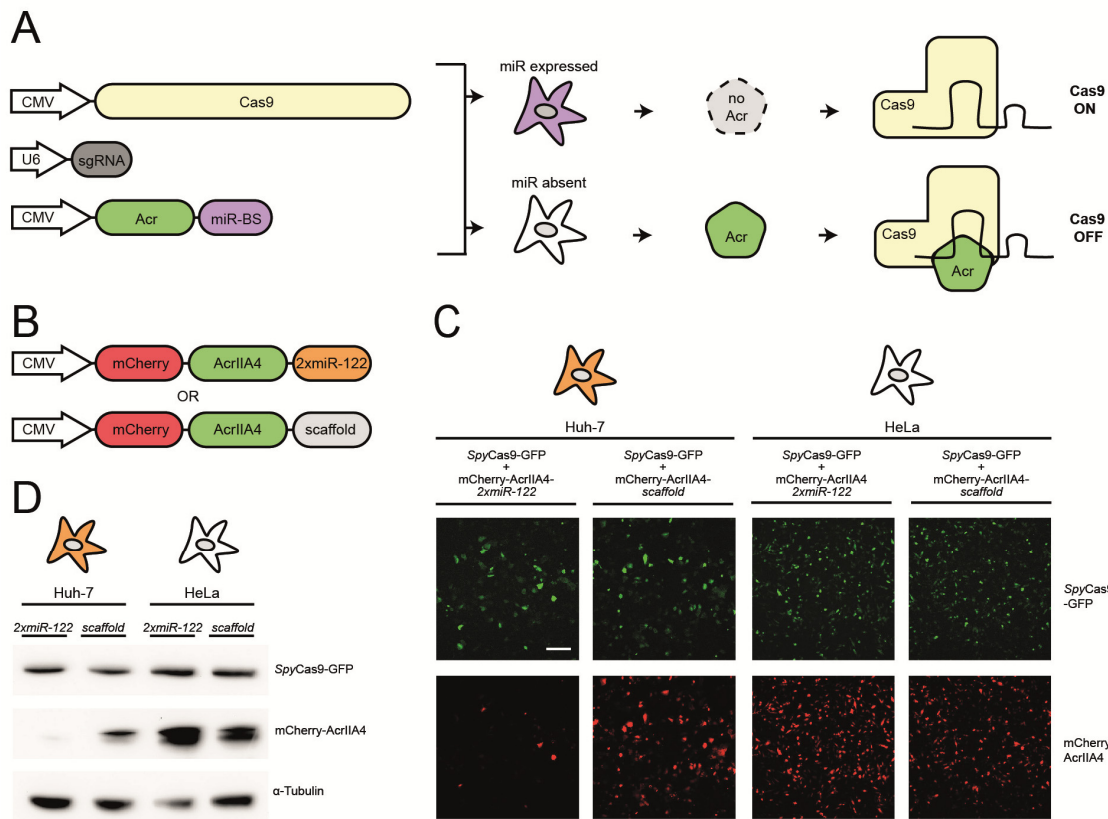 A
CMV
Cas9
U6
sgRNA
CMV
Acr
miR-BS
miR expressed
no
Acr
Cas9
Cas9
ON
miR absent
Acr
Cas9
Acr
Cas9
OFF
B
CMV
mCherry
AcrIIA4
2xmiR-122
OR
CMV
mCherry
AcrIIA4
scaffold
C
Huh-7
HeLa
SpyCas9-GFP
+
mCherry-AcrIIA4-
2xmiR-122
SpyCas9-GFP
+
mCherry-AcrIIA4-
scaffold
SpyCas9-GFP
+
mCherry-AcrIIA4
2xmiR-122
SpyCas9-GFP
+
mCherry-AcrIIA4-
scaffold
SpyCas9
-GFP
mCherry
AcrIIA4
D
Huh-7
HeLa
2xmiR-122
scaffold
2xmiR-122
scaffold
SpyCas9-GFP
mCherry-AcrIIA4
α-Tubulin